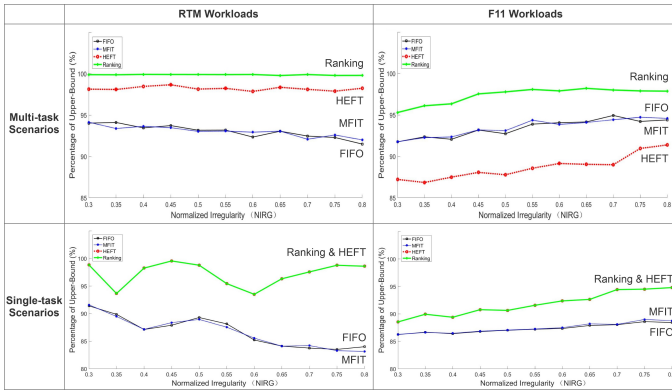 RTM Workloads
F11 Workloads
Multi-task
Scenarios
Percentage of Upper-Bound (%)
FIFO
MFIT
HEFT
Ranking
100
95
90
85
0.3 0.35 0.4 0.45 0.5 0.55 0.6 0.65 0.7 0.75 0.8
Normalized Irregularity (NIRG)
Ranking
HEFT
MFIT
FIFO
Percentage of Upper-Bound (%)
FIFO
MFIT
HEFT
Ranking
100
95
90
85
0.3 0.35 0.4 0.45 0.5 0.55 0.6 0.65 0.7 0.75 0.8
Normalized Irregularity (NIRG)
Ranking
FIFO
MFIT
HEFT
Single-task
Scenarios
Percentage of Upper-Bound (%)
FIFO
MFIT
HEFT
Ranking
100
95
90
85
80
0.3 0.35 0.4 0.45 0.5 0.55 0.6 0.65 0.7 0.75 0.8
Normalized Irregularity (NIRG)
Ranking & HEFT
FIFO
MFIT
Percentage of Upper-Bound (%)
FIFO
MFIT
HEFT
Ranking
100
95
90
85
80
0.3 0.35 0.4 0.45 0.5 0.55 0.6 0.65 0.7 0.75 0.8
Normalized Irregularity (NIRG)
Ranking & HEFT
MFIT
FIFO